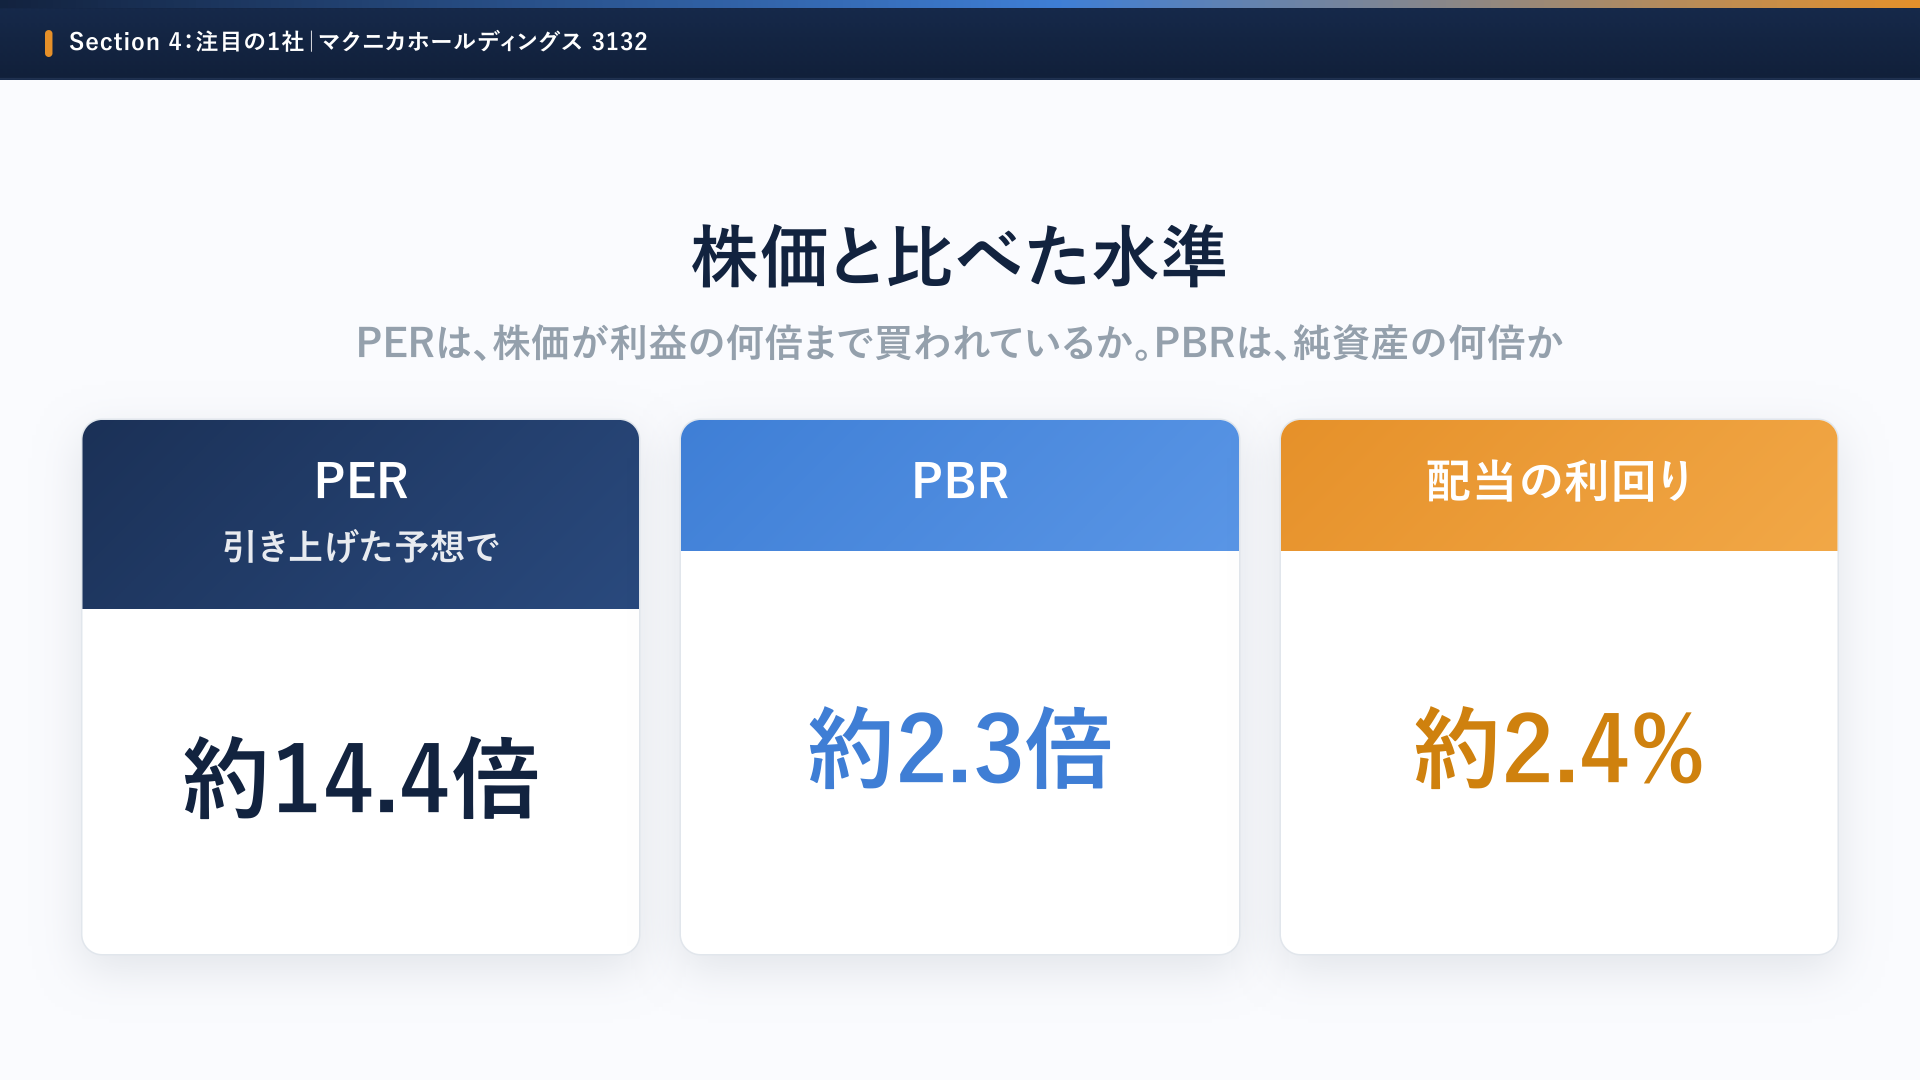 Section 4：注目の1社｜マクニカホールディングス 3132
株価と比べた水準
PERは、株価が利益の何倍まで買われているか。PBRは、純資産の何倍か
PER
引き上げた予想で
約14.4倍
PBR
約2.3倍
配当の利回り
約2.4%